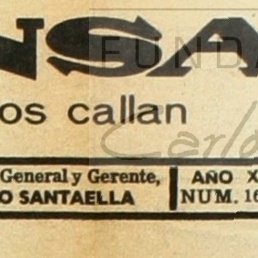 NSA
FUNDA
os callan
Carlo
General y Gerente,
O SANTAELLA
AÑO X
NUM. 16